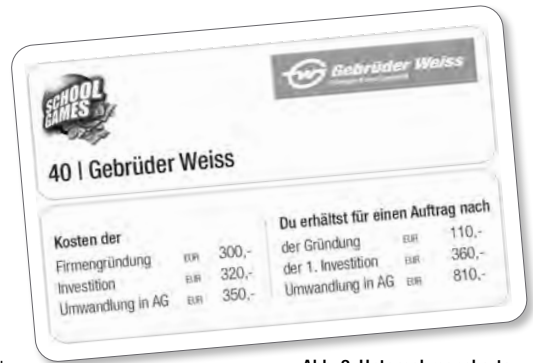 SCHOOL
GAMES
Gebrüder Weiss
40 | Gebrüder Weiss
Kosten der
Firmengründung EUR 300,-
Investition EUR 320,-
Umwandlung in AG EUR 350,-
Du erhältst für einen Auftrag nach
der Gründung EUR 110,-
der 1. Investition EUR 360,-
Umwandlung in AG EUR 810,-